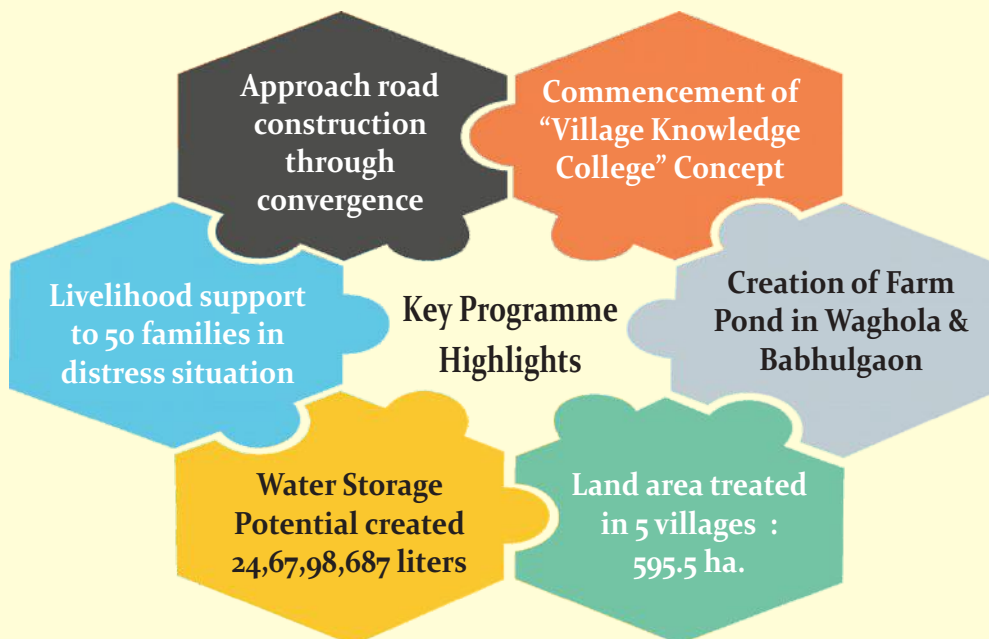 Approach road
construction
through
convergence
Commencement of
“Village Knowledge
College” Concept
Livelihood support
to 50 families in
distress situation
Key Programme
Highlights
Creation of Farm
Pond in Waghola &
Babhulgaon
Water Storage
Potential created
24,67,98,687 liters
Land area treated
in 5 villages :
595.5 ha.